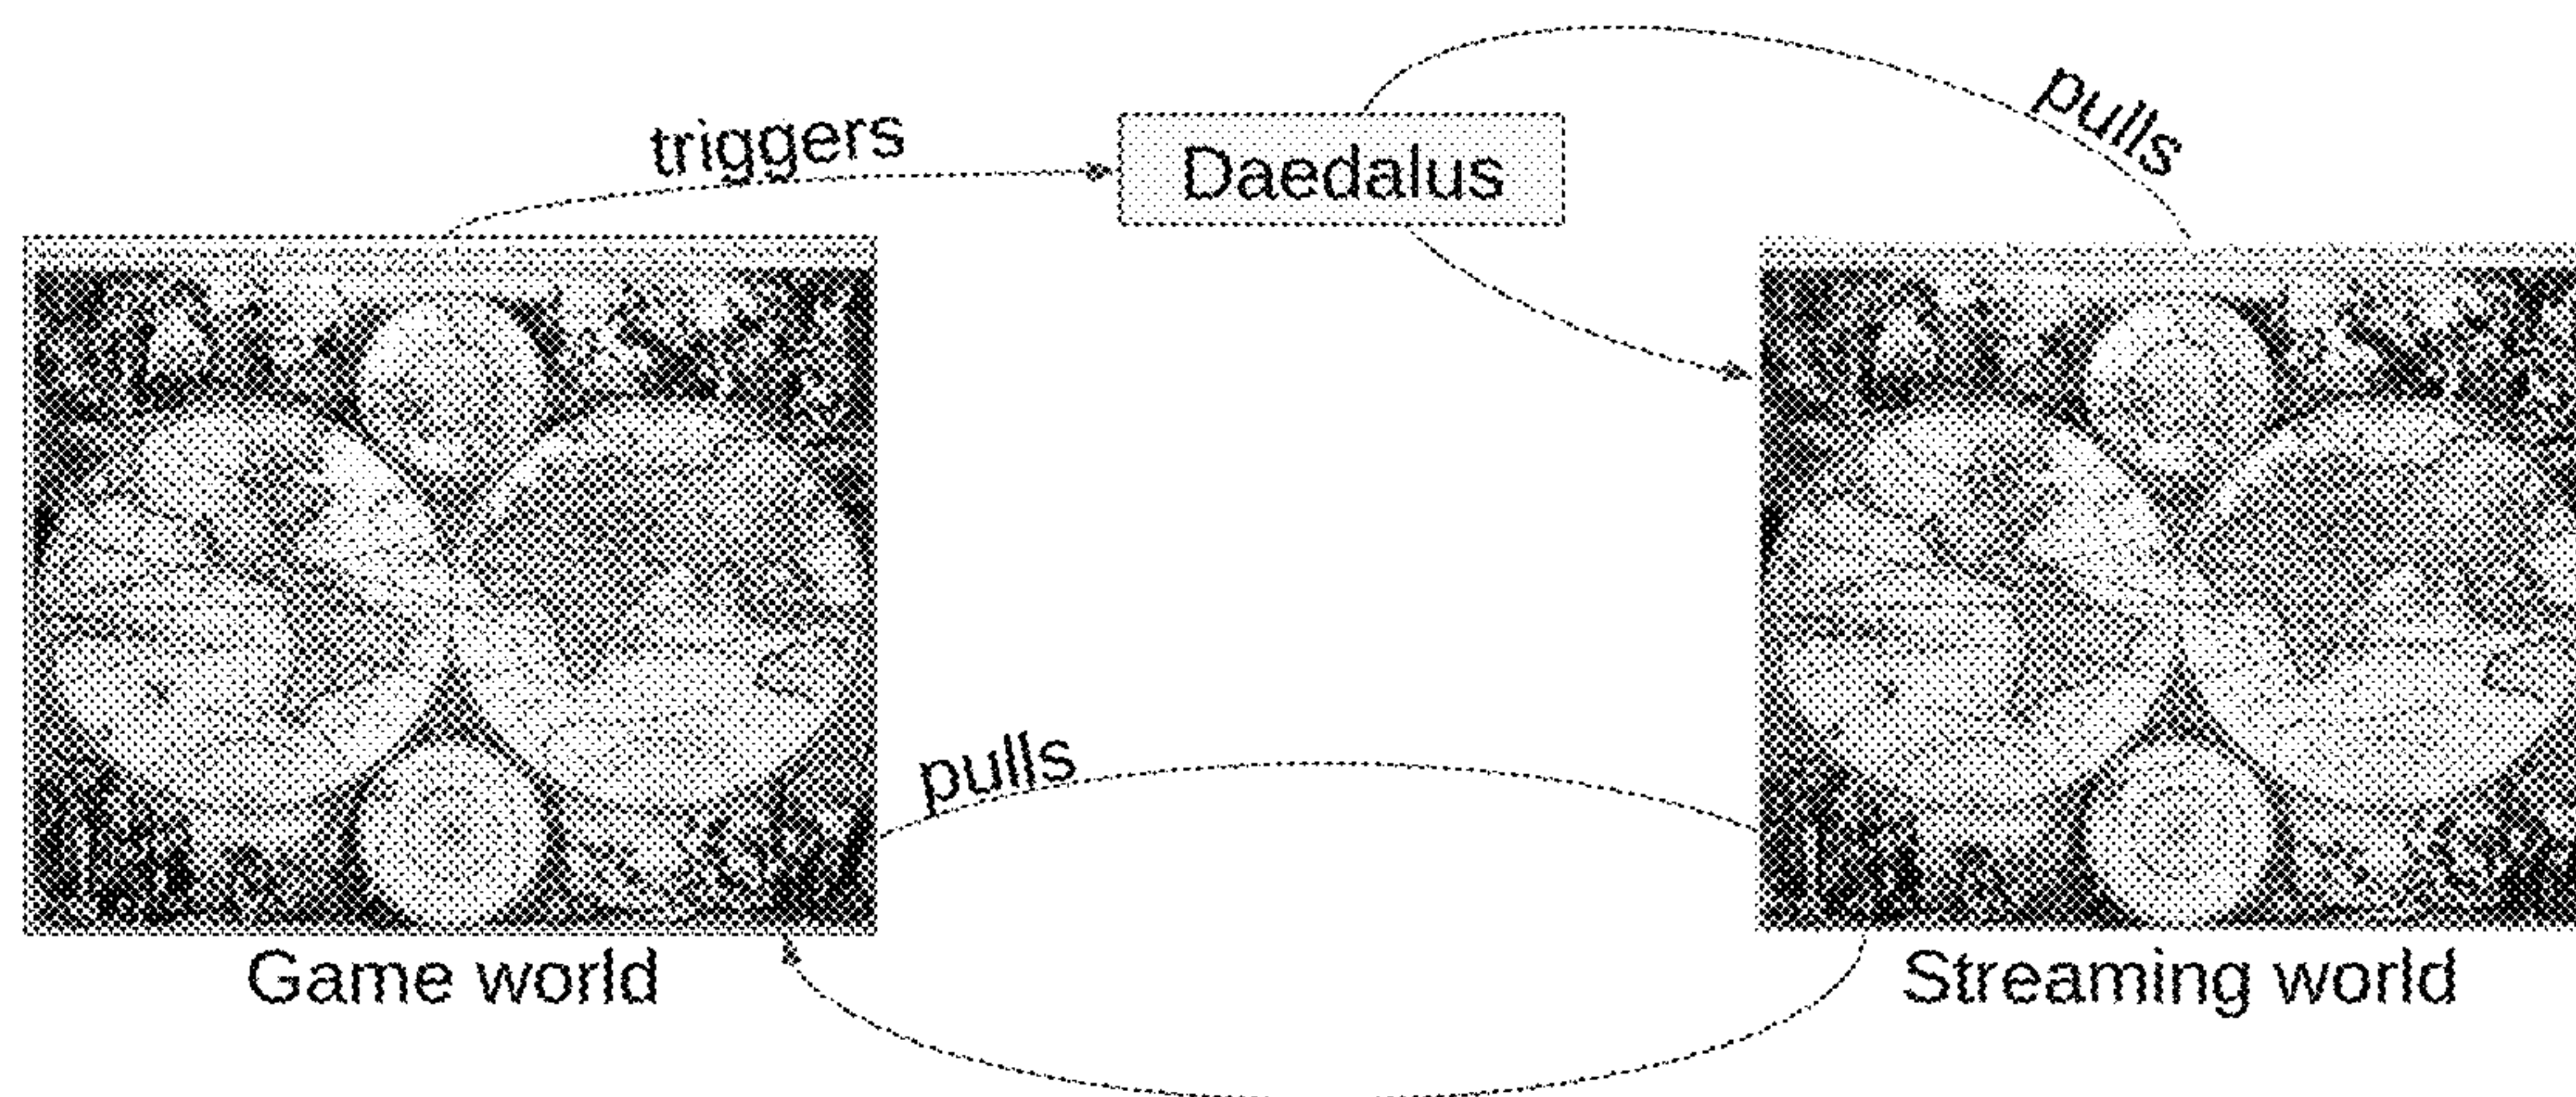 triggers
Daedalus
pulls
pulls
Game world
Streaming world